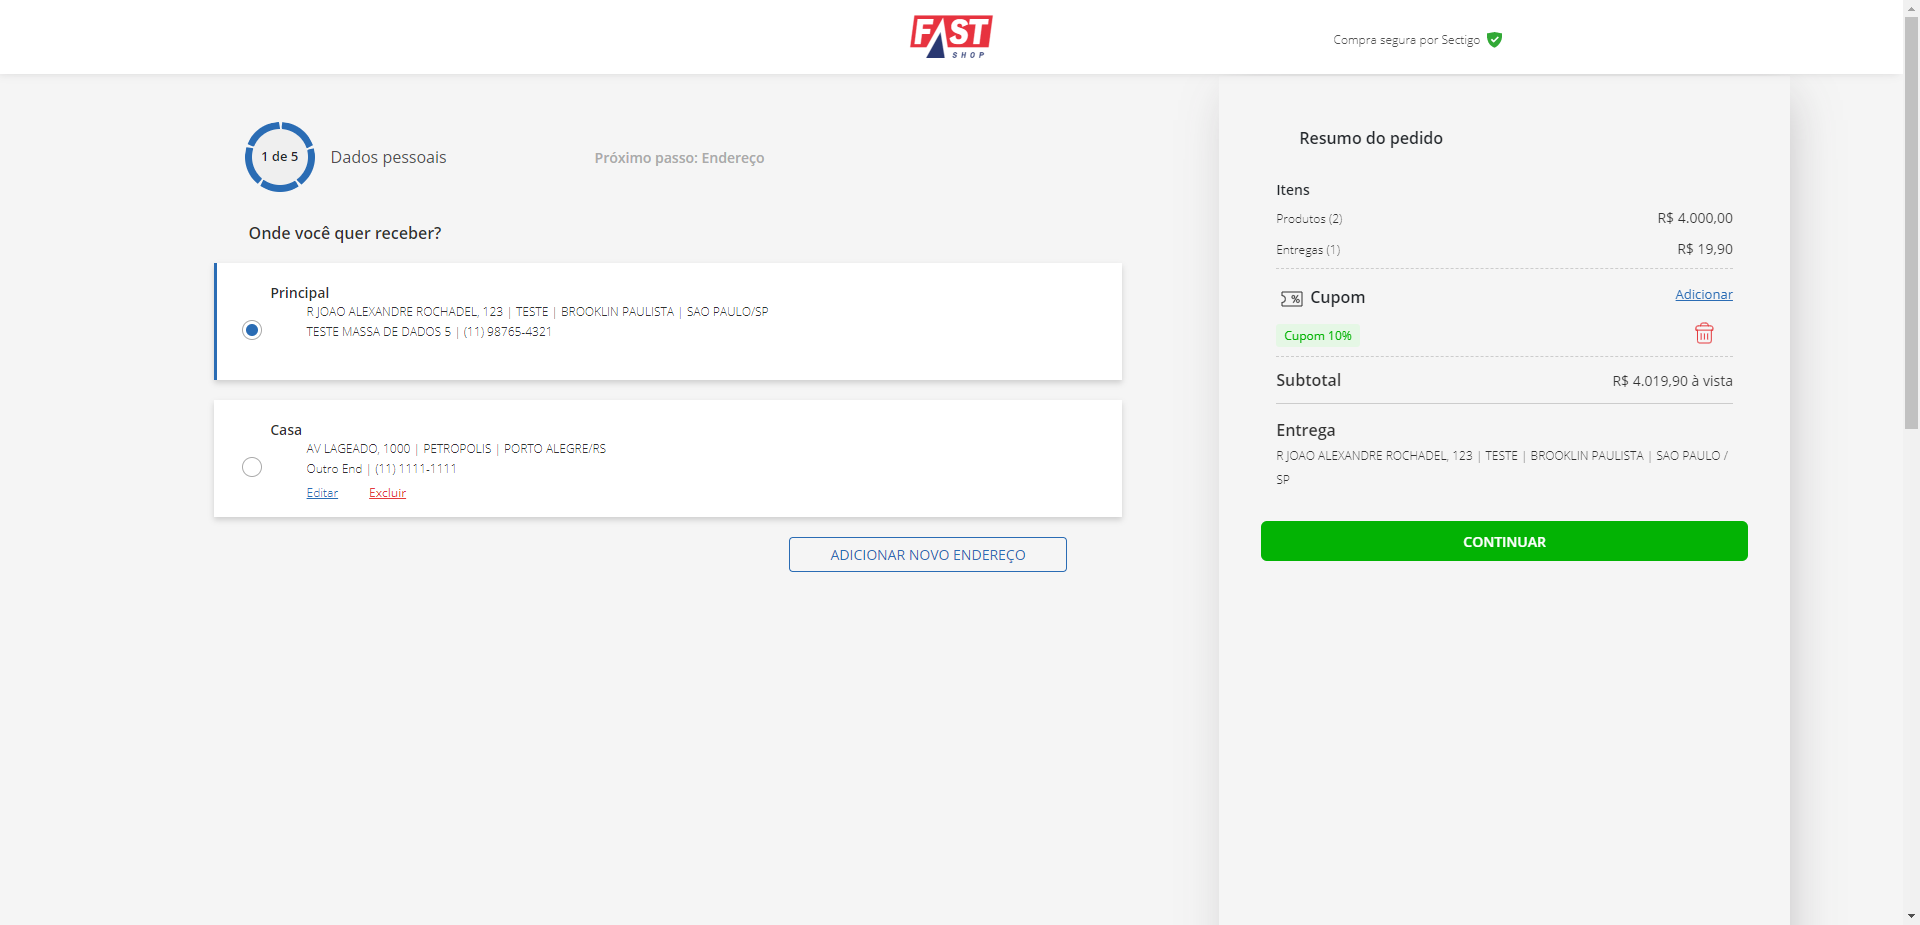 FAST
SHOP
Compra segura por Sectigo
1 de 5
Dados pessoais
Próximo passo: Endereço
Onde você quer receber?
Principal
R JOAO ALEXANDRE ROCHADEL, 123 | TESTE | BROOKLIN PAULISTA | SAO PAULO/SP
TESTE MASSA DE DADOS 5 | (11) 98765-4321
Casa
AV LAGEADO, 1000 | PETROPOLIS | PORTO ALEGRE/RS
Outro End | (11) 1111-1111
Editar Excluir
ADICIONAR NOVO ENDEREÇO
Resumo do pedido
Itens
Produtos (2) R$ 4.000,00
Entregas (1) R$ 19,90
% Cupom Adicionar
Cupom 10%
Subtotal R$ 4.019,90 à vista
Entrega
R JOAO ALEXANDRE ROCHADEL, 123 | TESTE | BROOKLIN PAULISTA | SAO PAULO /
SP
CONTINUAR